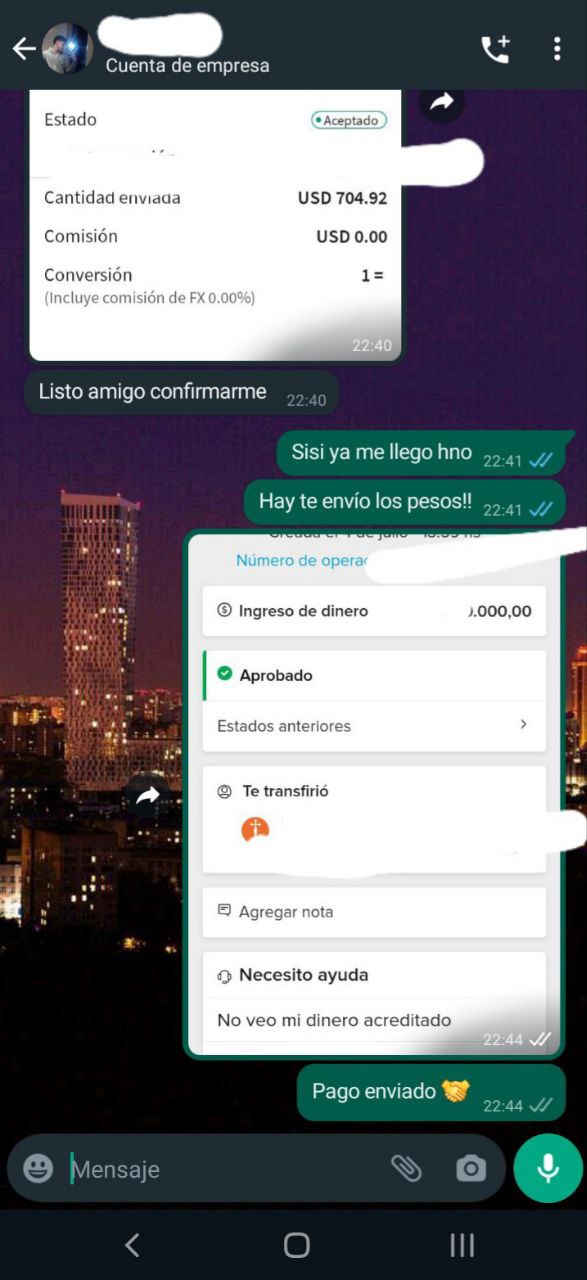 Cuenta de empresa
Estado
Aceptado
Cantidad enviada
USD 704.92
Comisión
USD 0.00
Conversión
1 =
(Incluye comisión de FX 0.00%)
22:40
Listo amigo confirmarme 22:40
Sisi ya me llego hno 22:41
Hay te envío los pesos!! 22:41
Número de opera
Ingreso de dinero
.000,00
Aprobado
Estados anteriores
Te transfirió
Agregar nota
Necesito ayuda
No veo mi dinero acreditado
22:44
Pago enviado 🤝 22:44
Mensaje